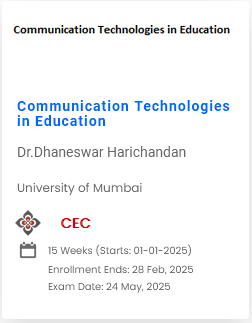 Communication Technologies in Education
Communication Technologies
in Education
Dr.Dhaneswar Harichandan
University of Mumbai
CEC
15 Weeks (Starts: 01-01-2025)
Enrollment Ends: 28 Feb, 2025
Exam Date: 24 May, 2025